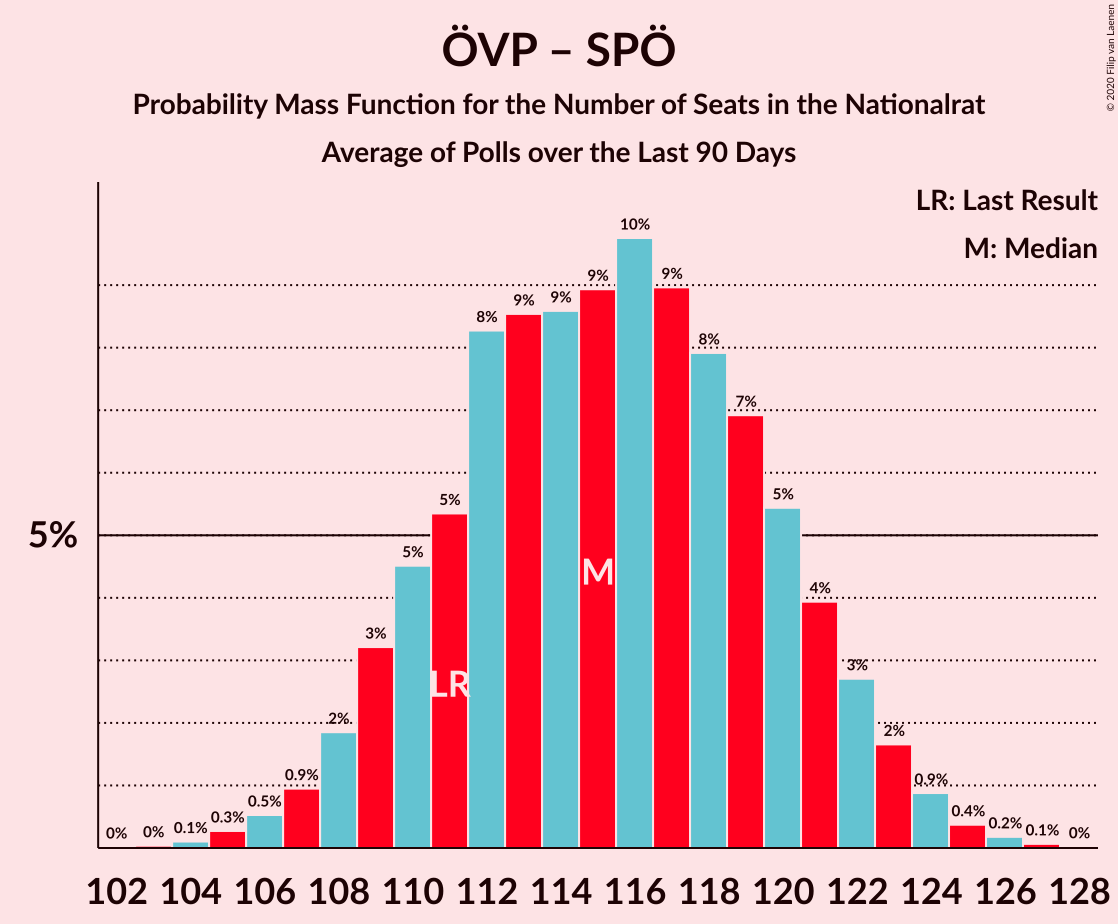 ÖVP – SPÖ
Probability Mass Function for the Number of Seats in the Nationalrat
Average of Polls over the Last 90 Days
© 2020 Filip van Laenen
LR: Last Result
M: Median
5%
0% 0% 0.1% 0.3% 0.5% 0.9% 2% 3% 5% 5% 8% 9% 9% 9% 10% 9% 8% 7% 5% 4% 3% 2% 0.9% 0.4% 0.2% 0.1% 0%
LR
M
102 104 106 108 110 112 114 116 118 120 122 124 126 128